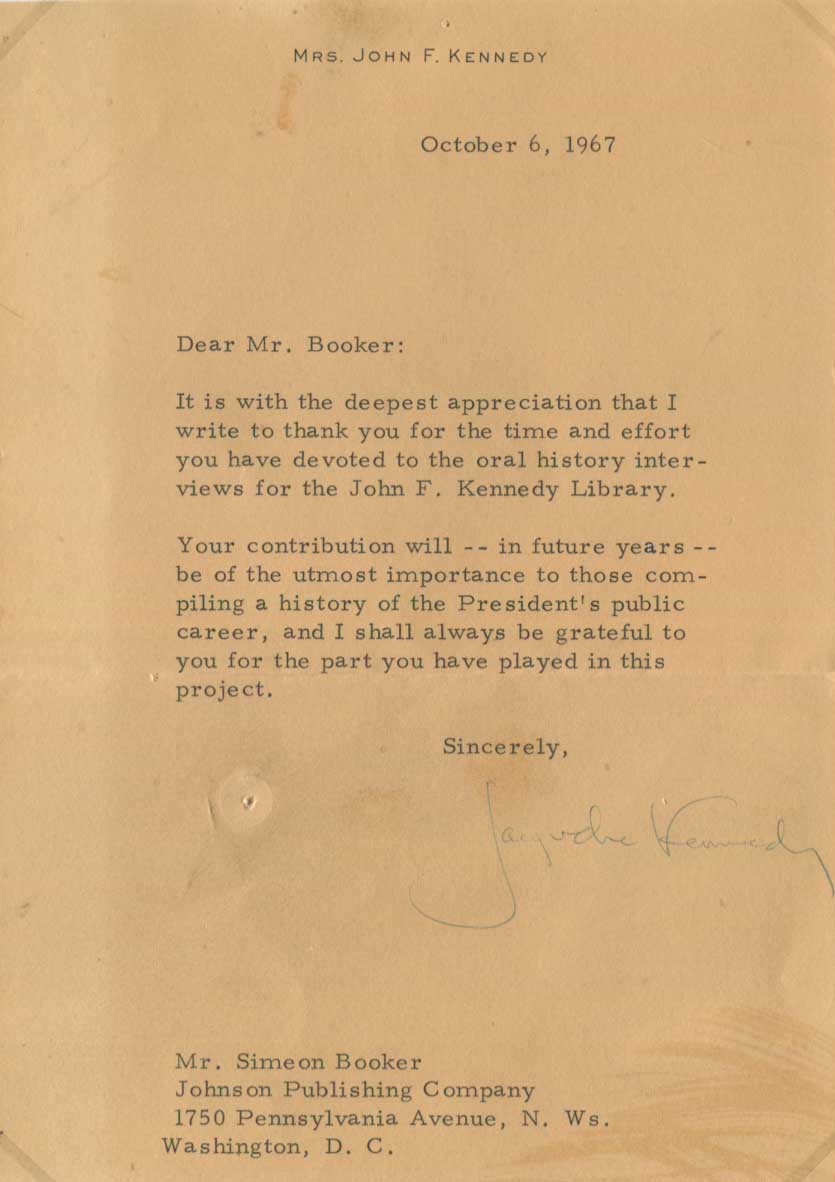 MRS. JOHN F. KENNEDY
October 6, 1967
Dear Mr. Booker:
It is with the deepest appreciation that I
write to thank you for the time and effort
you have devoted to the oral history inter-
views for the John F. Kennedy Library.
Your contribution will -- in future years --
be of the utmost importance to those com-
piling a history of the President's public
career, and I shall always be grateful to
you for the part you have played in this
project.
Sincerely,
Jacqueline Kennedy
Mr. Simeon Booker
Johnson Publishing Company
1750 Pennsylvania Avenue, N. Ws.
Washington, D. C.